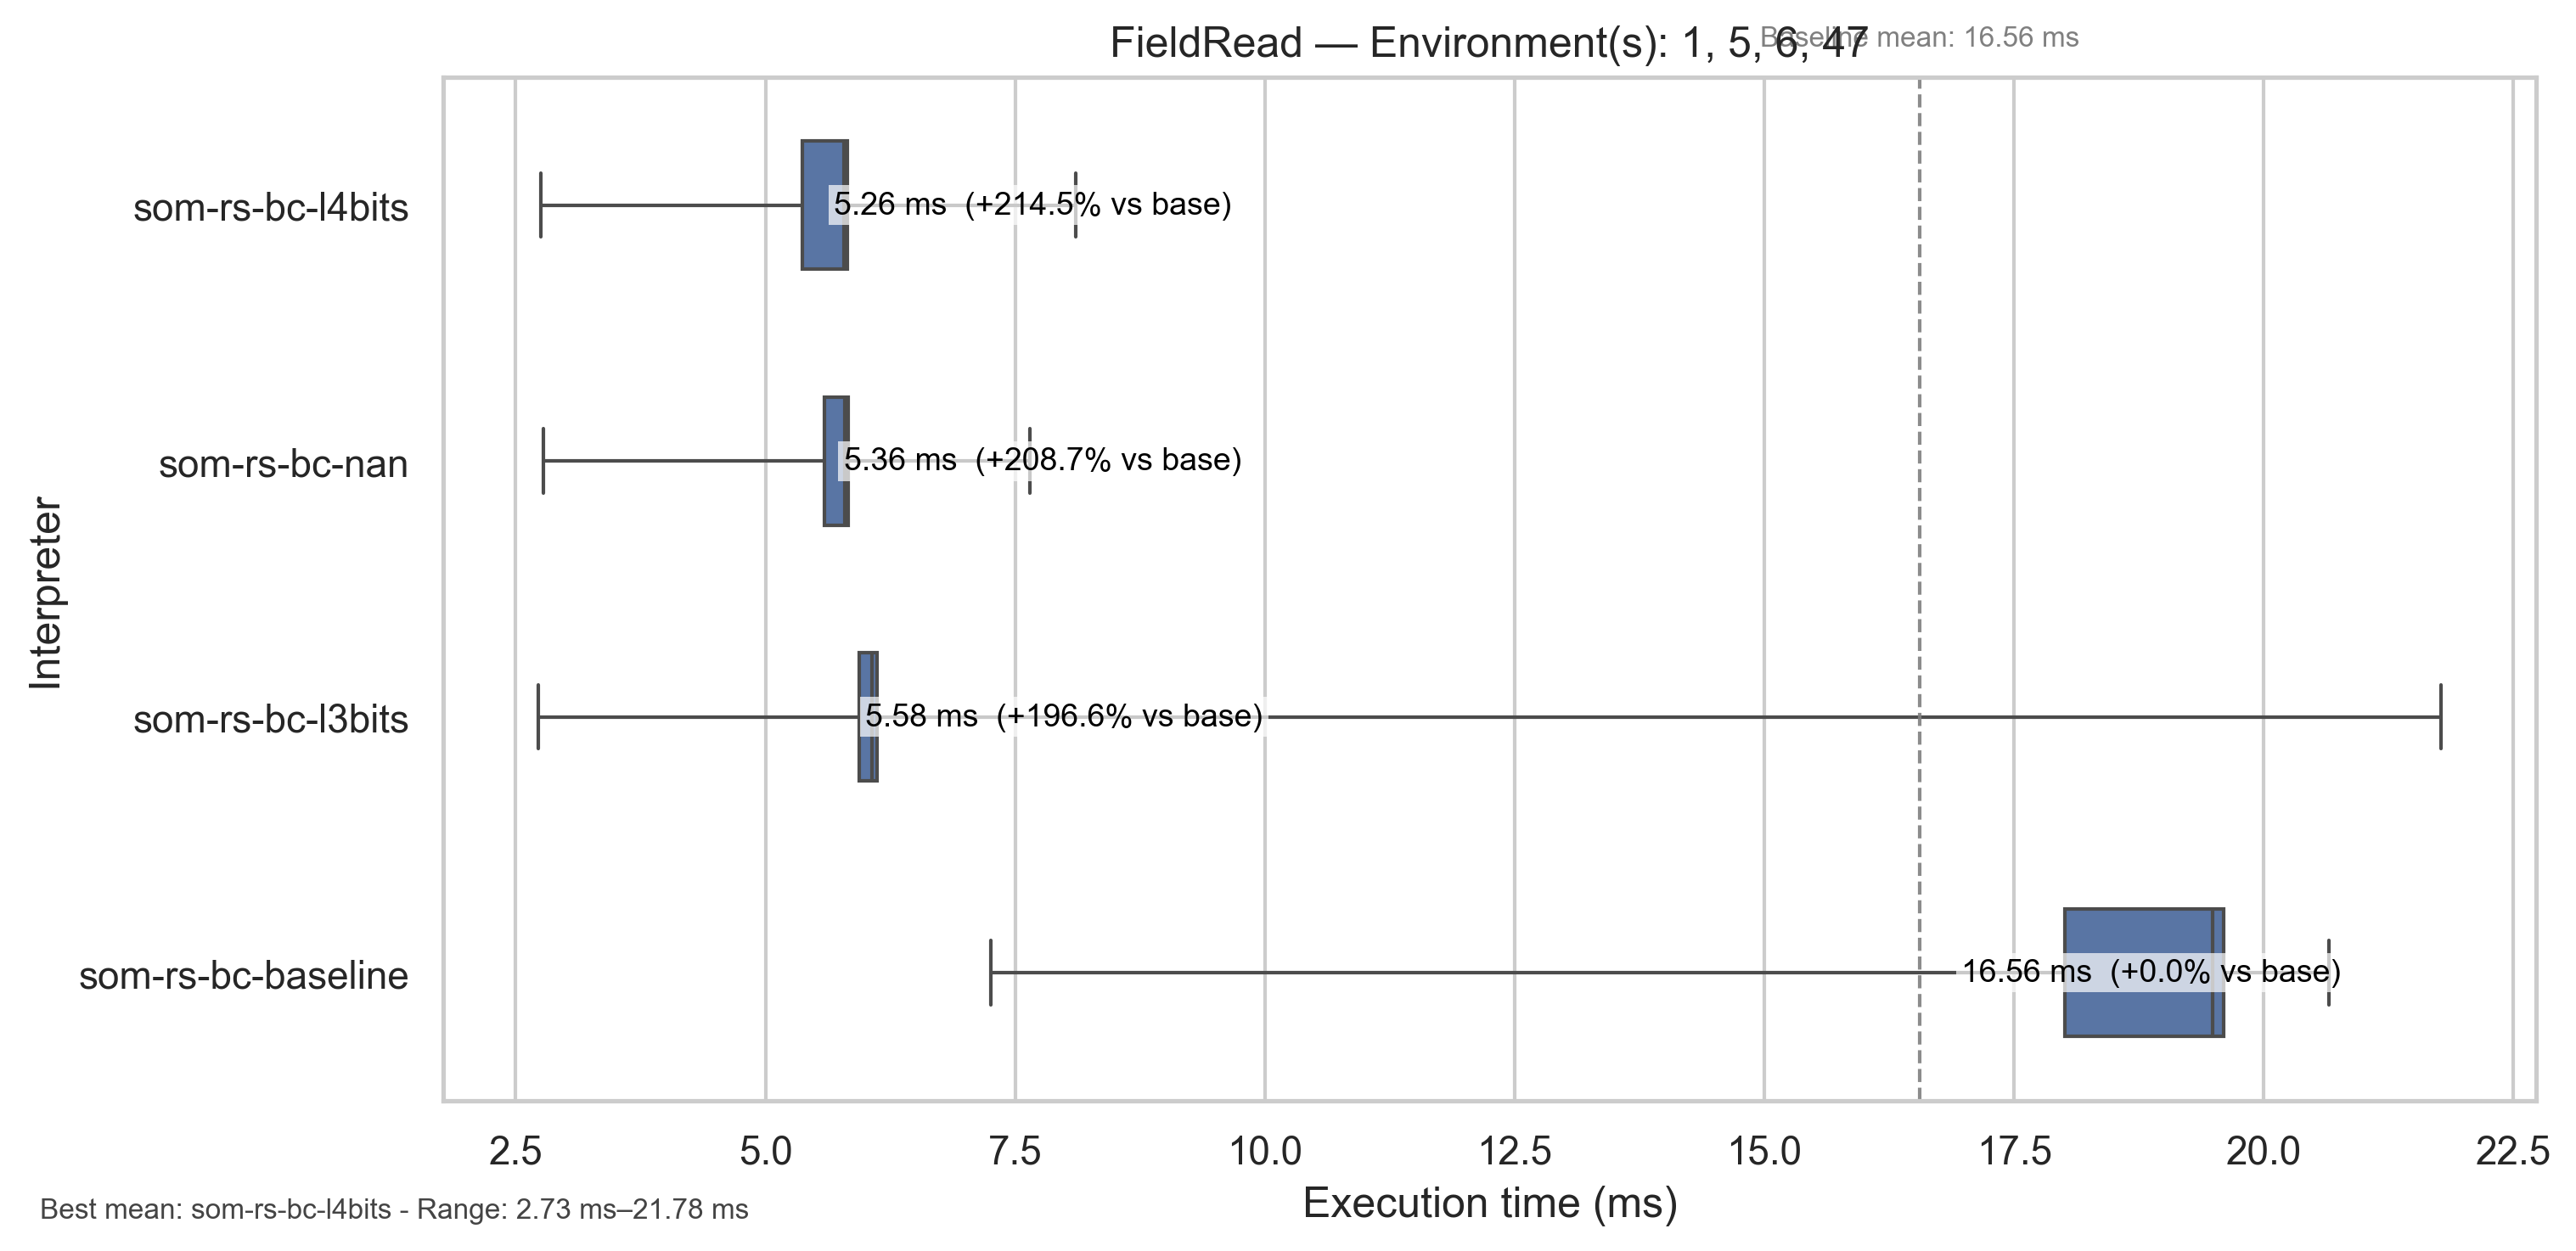 FieldRead — Environment(s): 1, 5, 6, 47
Baseline mean: 16.56 ms
Interpreter
som-rs-bc-l4bits
5.26 ms (+214.5% vs base)
som-rs-bc-nan
5.36 ms (+208.7% vs base)
som-rs-bc-l3bits
5.58 ms (+196.6% vs base)
som-rs-bc-baseline
16.56 ms (+0.0% vs base)
2.5 5.0 7.5 10.0 12.5 15.0 17.5 20.0 22.5
Execution time (ms)
Best mean: som-rs-bc-l4bits - Range: 2.73 ms–21.78 ms